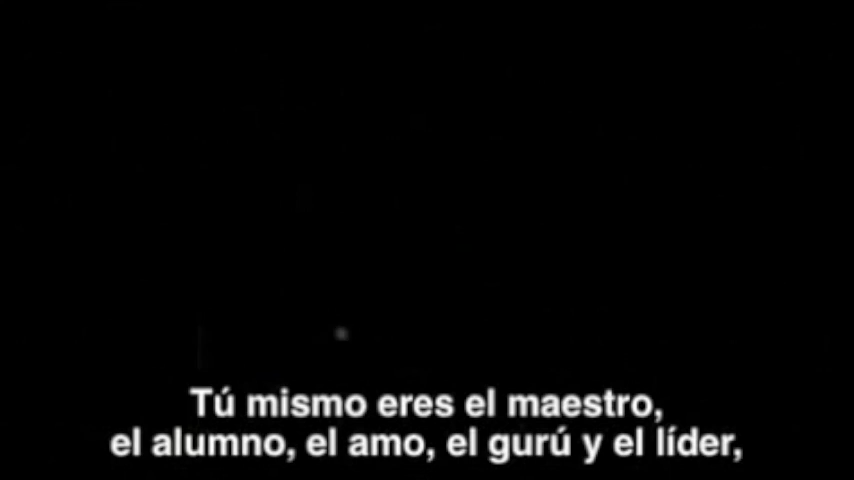 Tú mismo eres el maestro,
el alumno, el amo, el gurú y el líder,